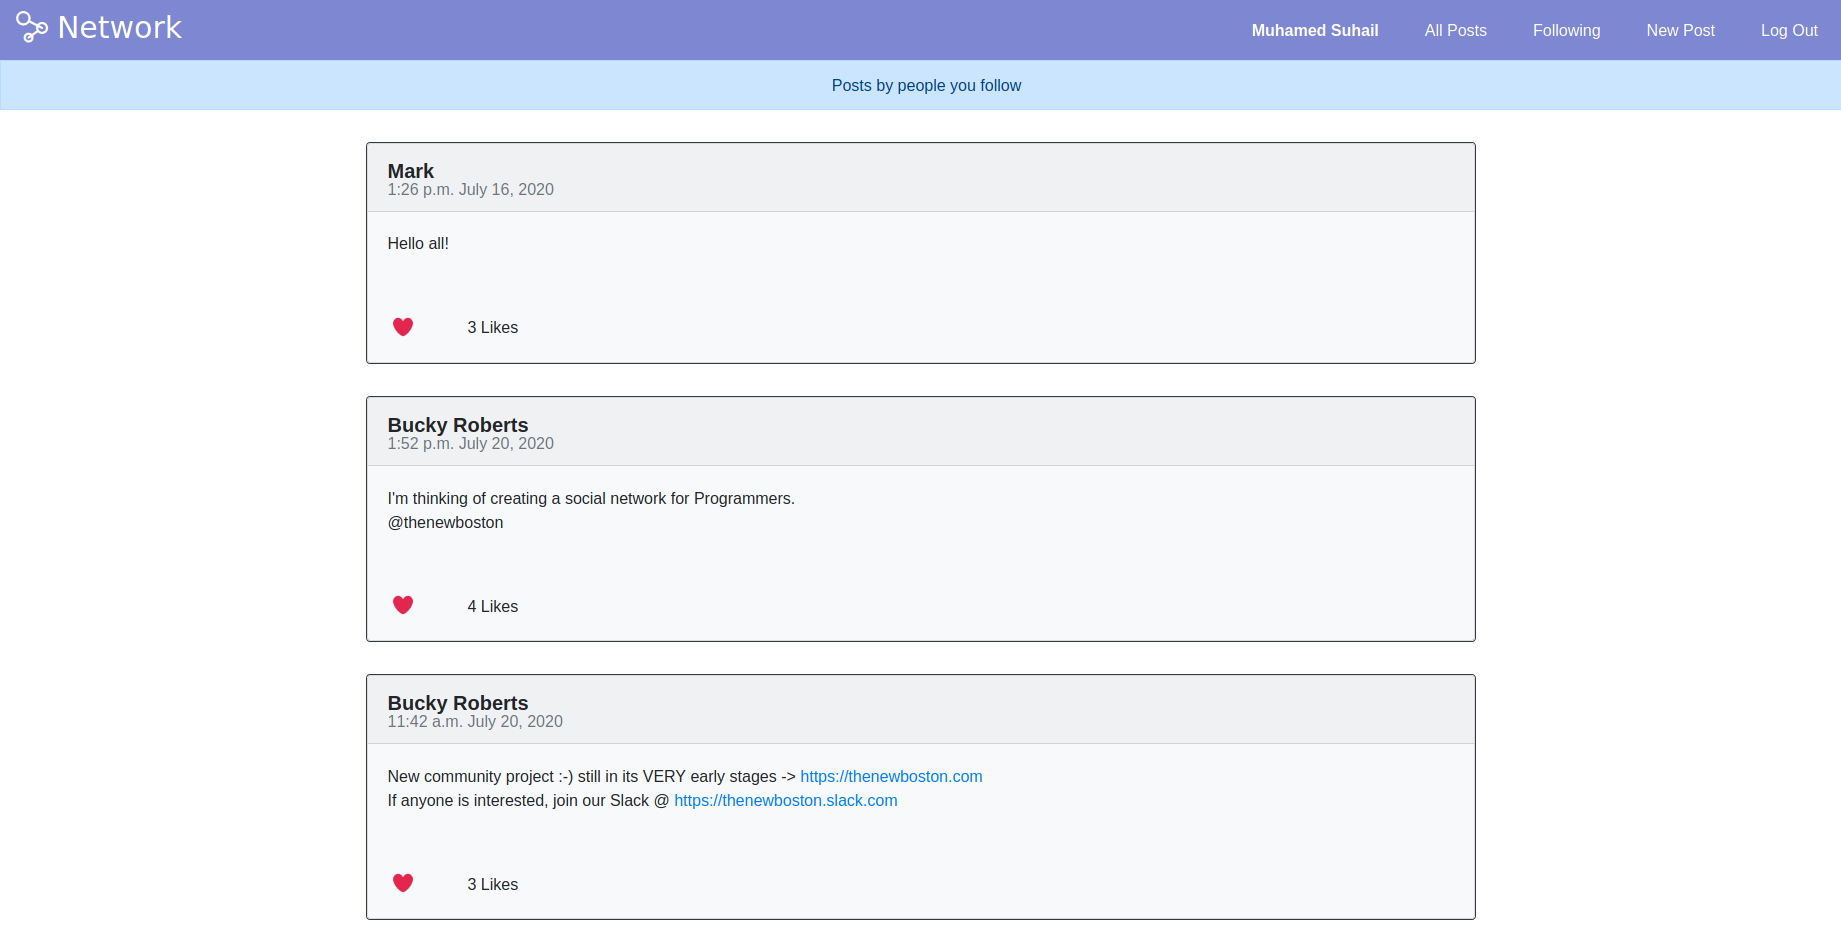 Network
Muhamed Suhail
All Posts
Following
New Post
Log Out
Posts by people you follow
Mark
1:26 p.m. July 16, 2020
Hello all!
3 Likes
Bucky Roberts
1:52 p.m. July 20, 2020
I'm thinking of creating a social network for Programmers.
@thenewboston
4 Likes
Bucky Roberts
11:42 a.m. July 20, 2020
New community project :-) still in its VERY early stages -> https://thenewboston.com
If anyone is interested, join our Slack @ https://thenewboston.slack.com
3 Likes